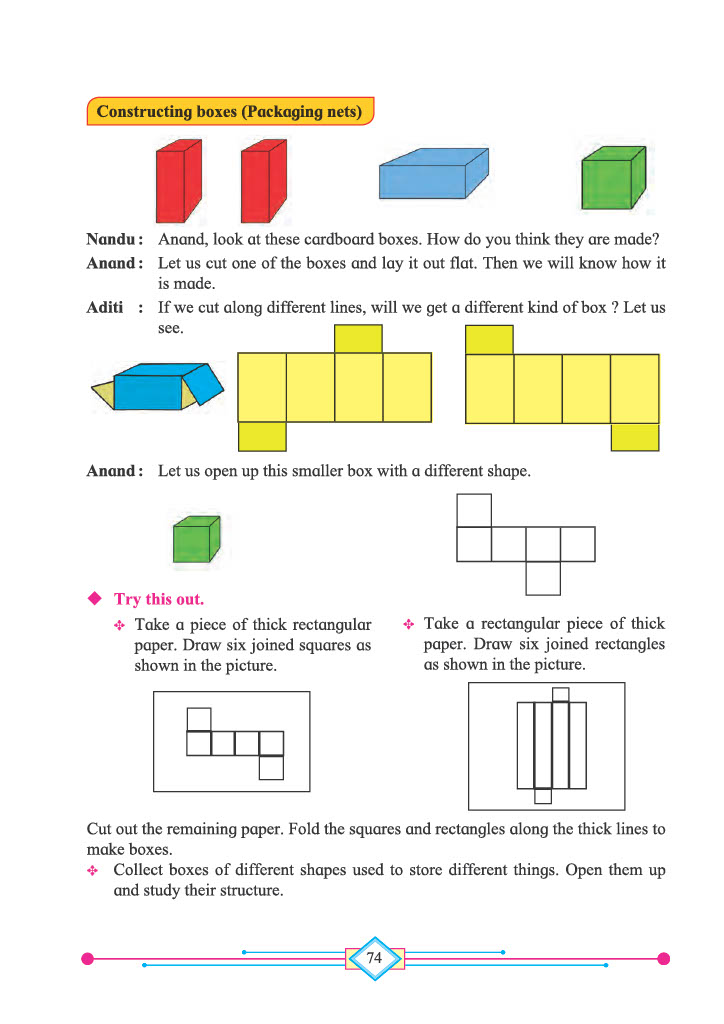 Constructing boxes (Packaging nets)
Nandu : Anand, look at these cardboard boxes. How do you think they are made?
Anand : Let us cut one of the boxes and lay it out flat. Then we will know how it
is made.
Aditi : If we cut along different lines, will we get a different kind of box ? Let us
see.
Anand : Let us open up this smaller box with a different shape.
Try this out.
Take a piece of thick rectangular
paper. Draw six joined squares as
shown in the picture.
Take a rectangular piece of thick
paper. Draw six joined rectangles
as shown in the picture.
Cut out the remaining paper. Fold the squares and rectangles along the thick lines to
make boxes.
Collect boxes of different shapes used to store different things. Open them up
and study their structure.
74